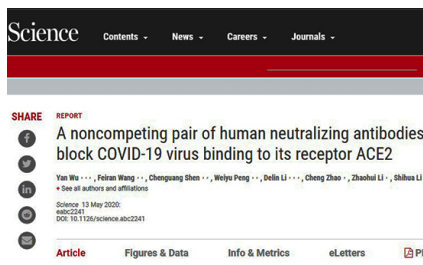 Science
Contents News Careers Journals
SHARE
REPORT
A noncompeting pair of human neutralizing antibodies
block COVID-19 virus binding to its receptor ACE2
Yan Wu, Feiran Wang, Chenguang Shen, Weiyu Peng, Delin Li, Cheng Zhao, Zhaohui Li, Shihua Li
+ See all authors and affiliations
Science 13 May 2020:
eabc2241
DOI: 10.1126/science.abc2241
Article Figures & Data Info & Metrics eLetters